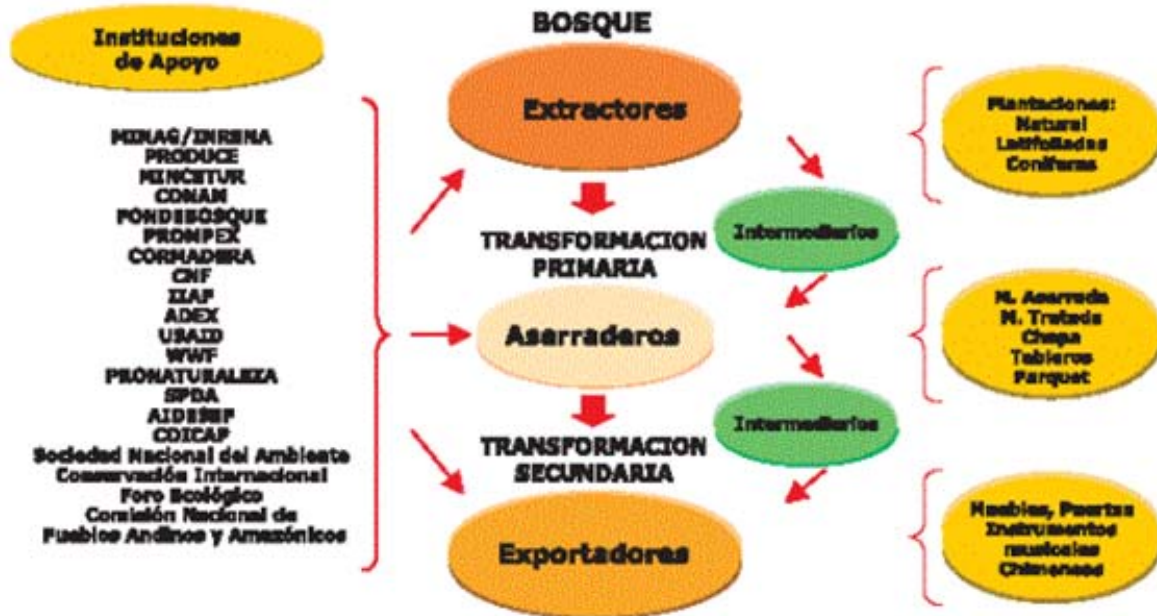 Instituciones
de Apoyo
MINAG/INRENA
PRODUCE
MINCETUR
CONAM
FONDEBOSQUE
PROMPEX
CORMADERA
CNF
IIAP
ADEX
USAID
WWF
PRONATURALEZA
SPDA
AIDESEP
COICAP
Sociedad Nacional del Ambiente
Conservación Internacional
Foro Ecológico
Comisión Nacional de
Pueblos Andinos y Amazónicos
BOSQUE
Extractores
TRANSFORMACION
PRIMARIA
Aserraderos
TRANSFORMACION
SECUNDARIA
Exportadores
Intermediarios
Intermediarios
Plantaciones:
Natural
Latifoliadas
Coniferas
M. Aserrada
M. Tratada
Chapa
Tableros
Parquet
Muebles, Puertas
Instrumentos
musicales
Chimeneas